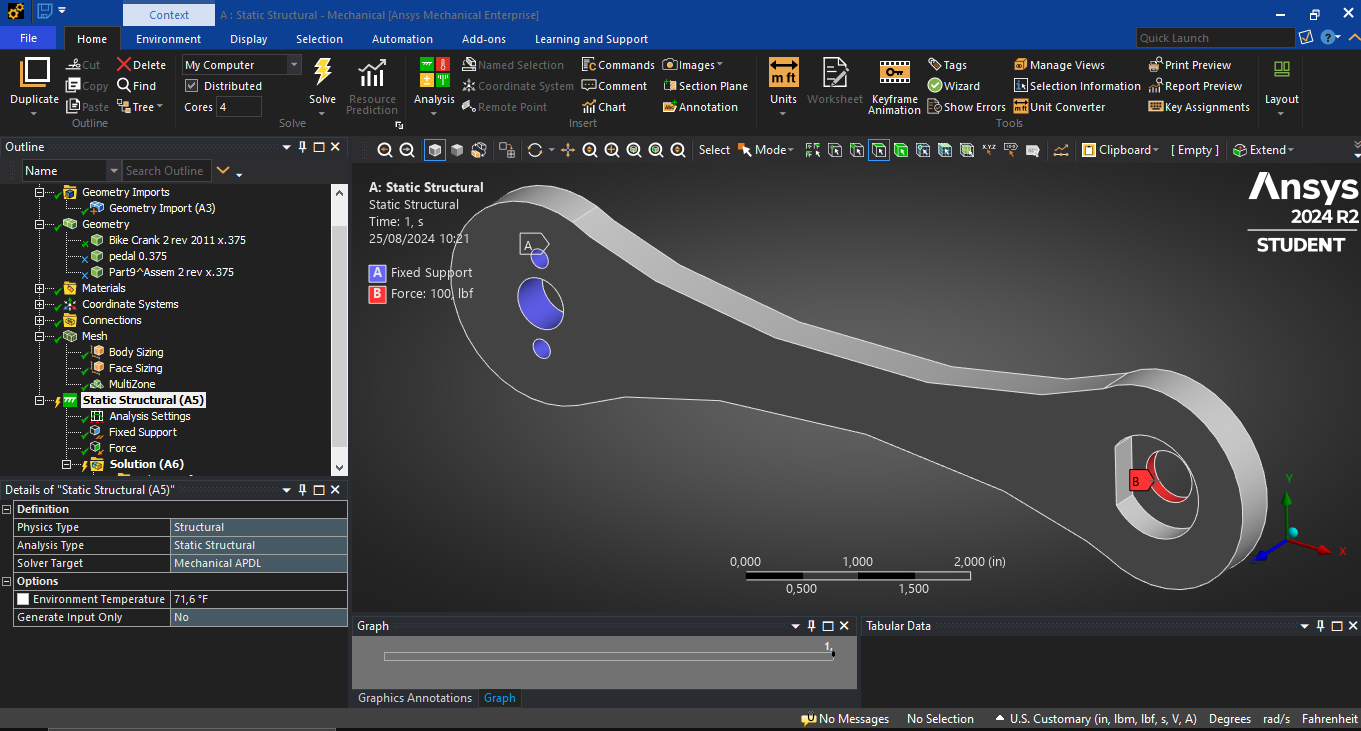 Context
A : Static Structural - Mechanical [Ansys Mechanical Enterprise]
File Home Environment Display Selection Automation Add-ons Learning and Support
Quick Launch
Duplicate
Cut
Copy
Paste
Delete
Find
Tree
Outline
My Computer
Distributed
Cores 4
Solve
Resource
Prediction
Solve
Analysis
Named Selection
Coordinate System
Remote Point
Commands
Comment
Chart
Images
Section Plane
Annotation
Insert
Units
Worksheet
Keyframe
Animation
Tags
Wizard
Show Errors
Manage Views
Selection Information
Unit Converter
Print Preview
Report Preview
Key Assignments
Tools
Layout
Outline
Name Search Outline
Select Mode Clipboard [ Empty ] Extend
Geometry Imports
Geometry Import (A3)
Geometry
Bike Crank 2 rev 2011 x.375
pedal 0.375
Part9^Assem 2 rev x.375
Materials
Coordinate Systems
Connections
Mesh
Body Sizing
Face Sizing
MultiZone
Static Structural (A5)
Analysis Settings
Fixed Support
Force
Solution (A6)
Details of "Static Structural (A5)"
Definition
Physics Type Structural
Analysis Type Static Structural
Solver Target Mechanical APDL
Options
Environment Temperature 71,6 °F
Generate Input Only No
A: Static Structural
Static Structural
Time: 1, s
25/08/2024 10:21
A Fixed Support
B Force: 100, lbf
A
B
Ansys
2024 R2
STUDENT
Y
X
0,000 1,000 2,000 (in)
0,500 1,500
Graph
1,
Graphics Annotations Graph
Tabular Data
No Messages No Selection U.S. Customary (in, lbm, lbf, s, V, A) Degrees rad/s Fahrenheit